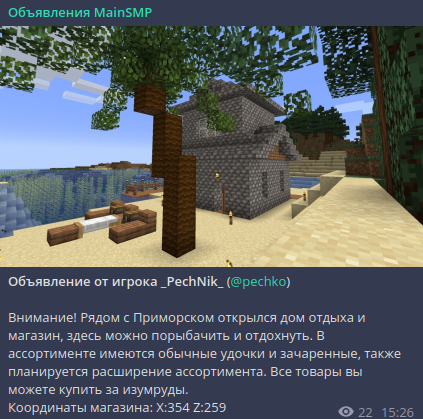 Объявления MainSMP
Объявление от игрока _PechNik_ (@pechko)
Внимание! Рядом с Приморском открылся дом отдыха и
магазин, здесь можно порыбачить и отдохнуть. В
ассортименте имеются обычные удочки и зачаренные, также
планируется расширение ассортимента. Все товары вы
можете купить за изумруды.
Координаты магазина: X:354 Z:259
22 15:26